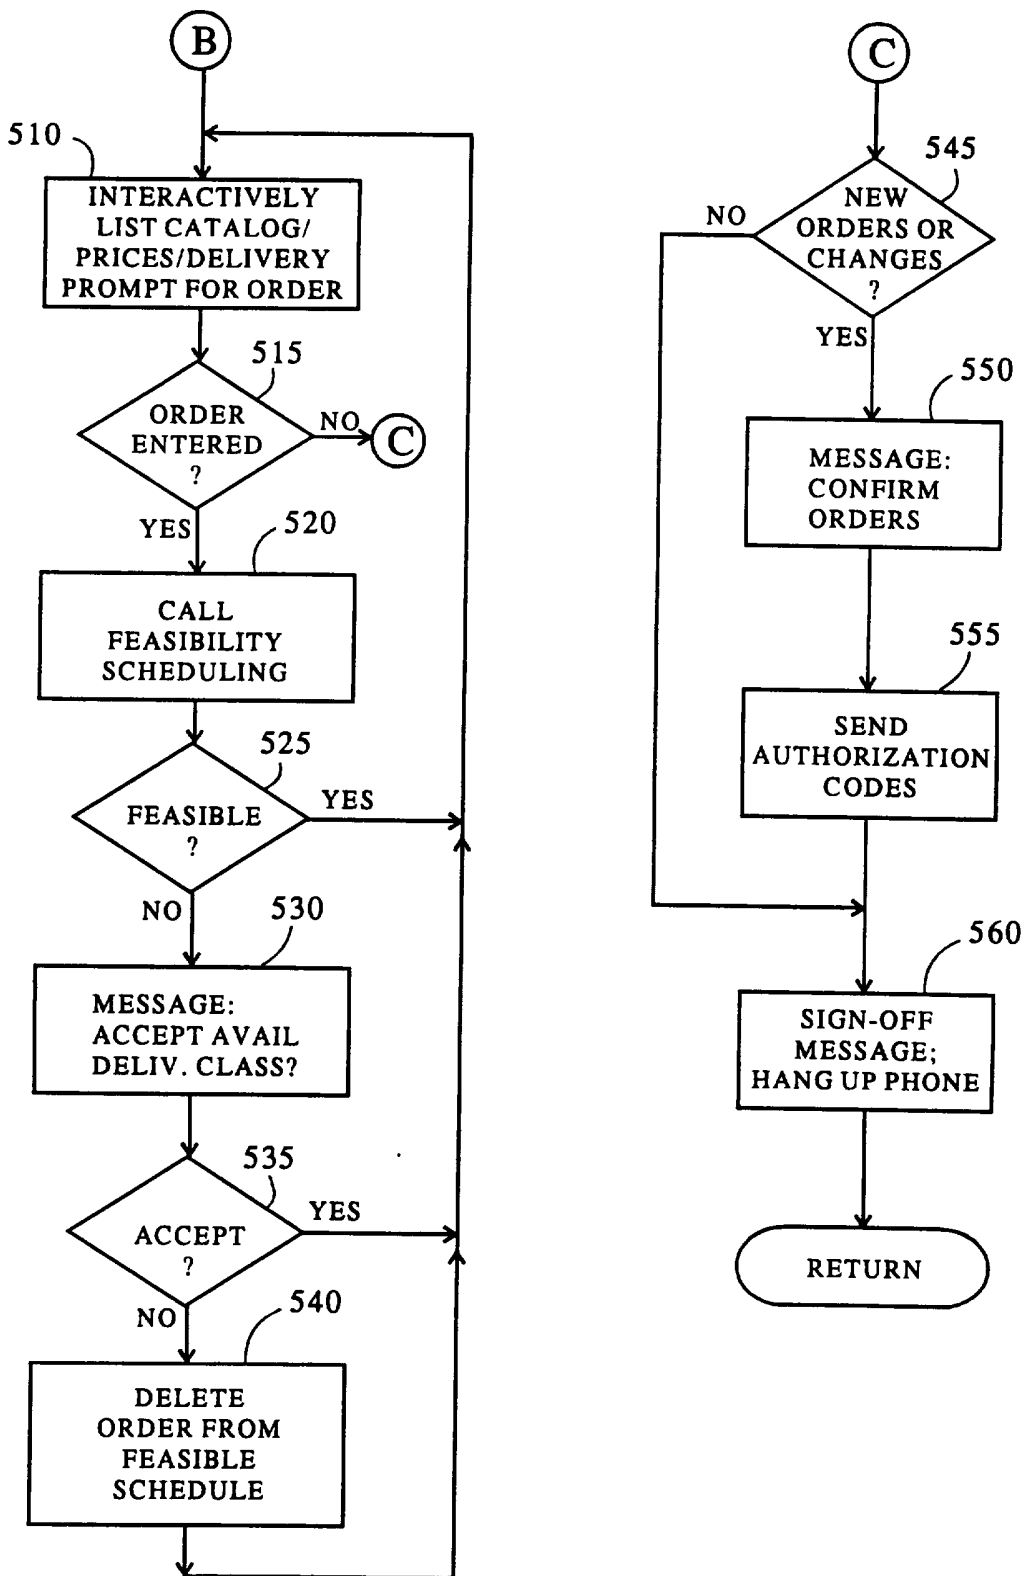 B
510
INTERACTIVELY
LIST CATALOG/
PRICES/DELIVERY
PROMPT FOR ORDER
515
ORDER
ENTERED
?
NO
C
YES
520
CALL
FEASIBILITY
SCHEDULING
525
FEASIBLE
?
YES
NO
530
MESSAGE:
ACCEPT AVAIL
DELIV. CLASS?
535
ACCEPT
?
YES
NO
540
DELETE
ORDER FROM
FEASIBLE
SCHEDULE
C
545
NEW
ORDERS OR
CHANGES
?
NO
YES
550
MESSAGE:
CONFIRM
ORDERS
555
SEND
AUTHORIZATION
CODES
560
SIGN-OFF
MESSAGE;
HANG UP PHONE
RETURN